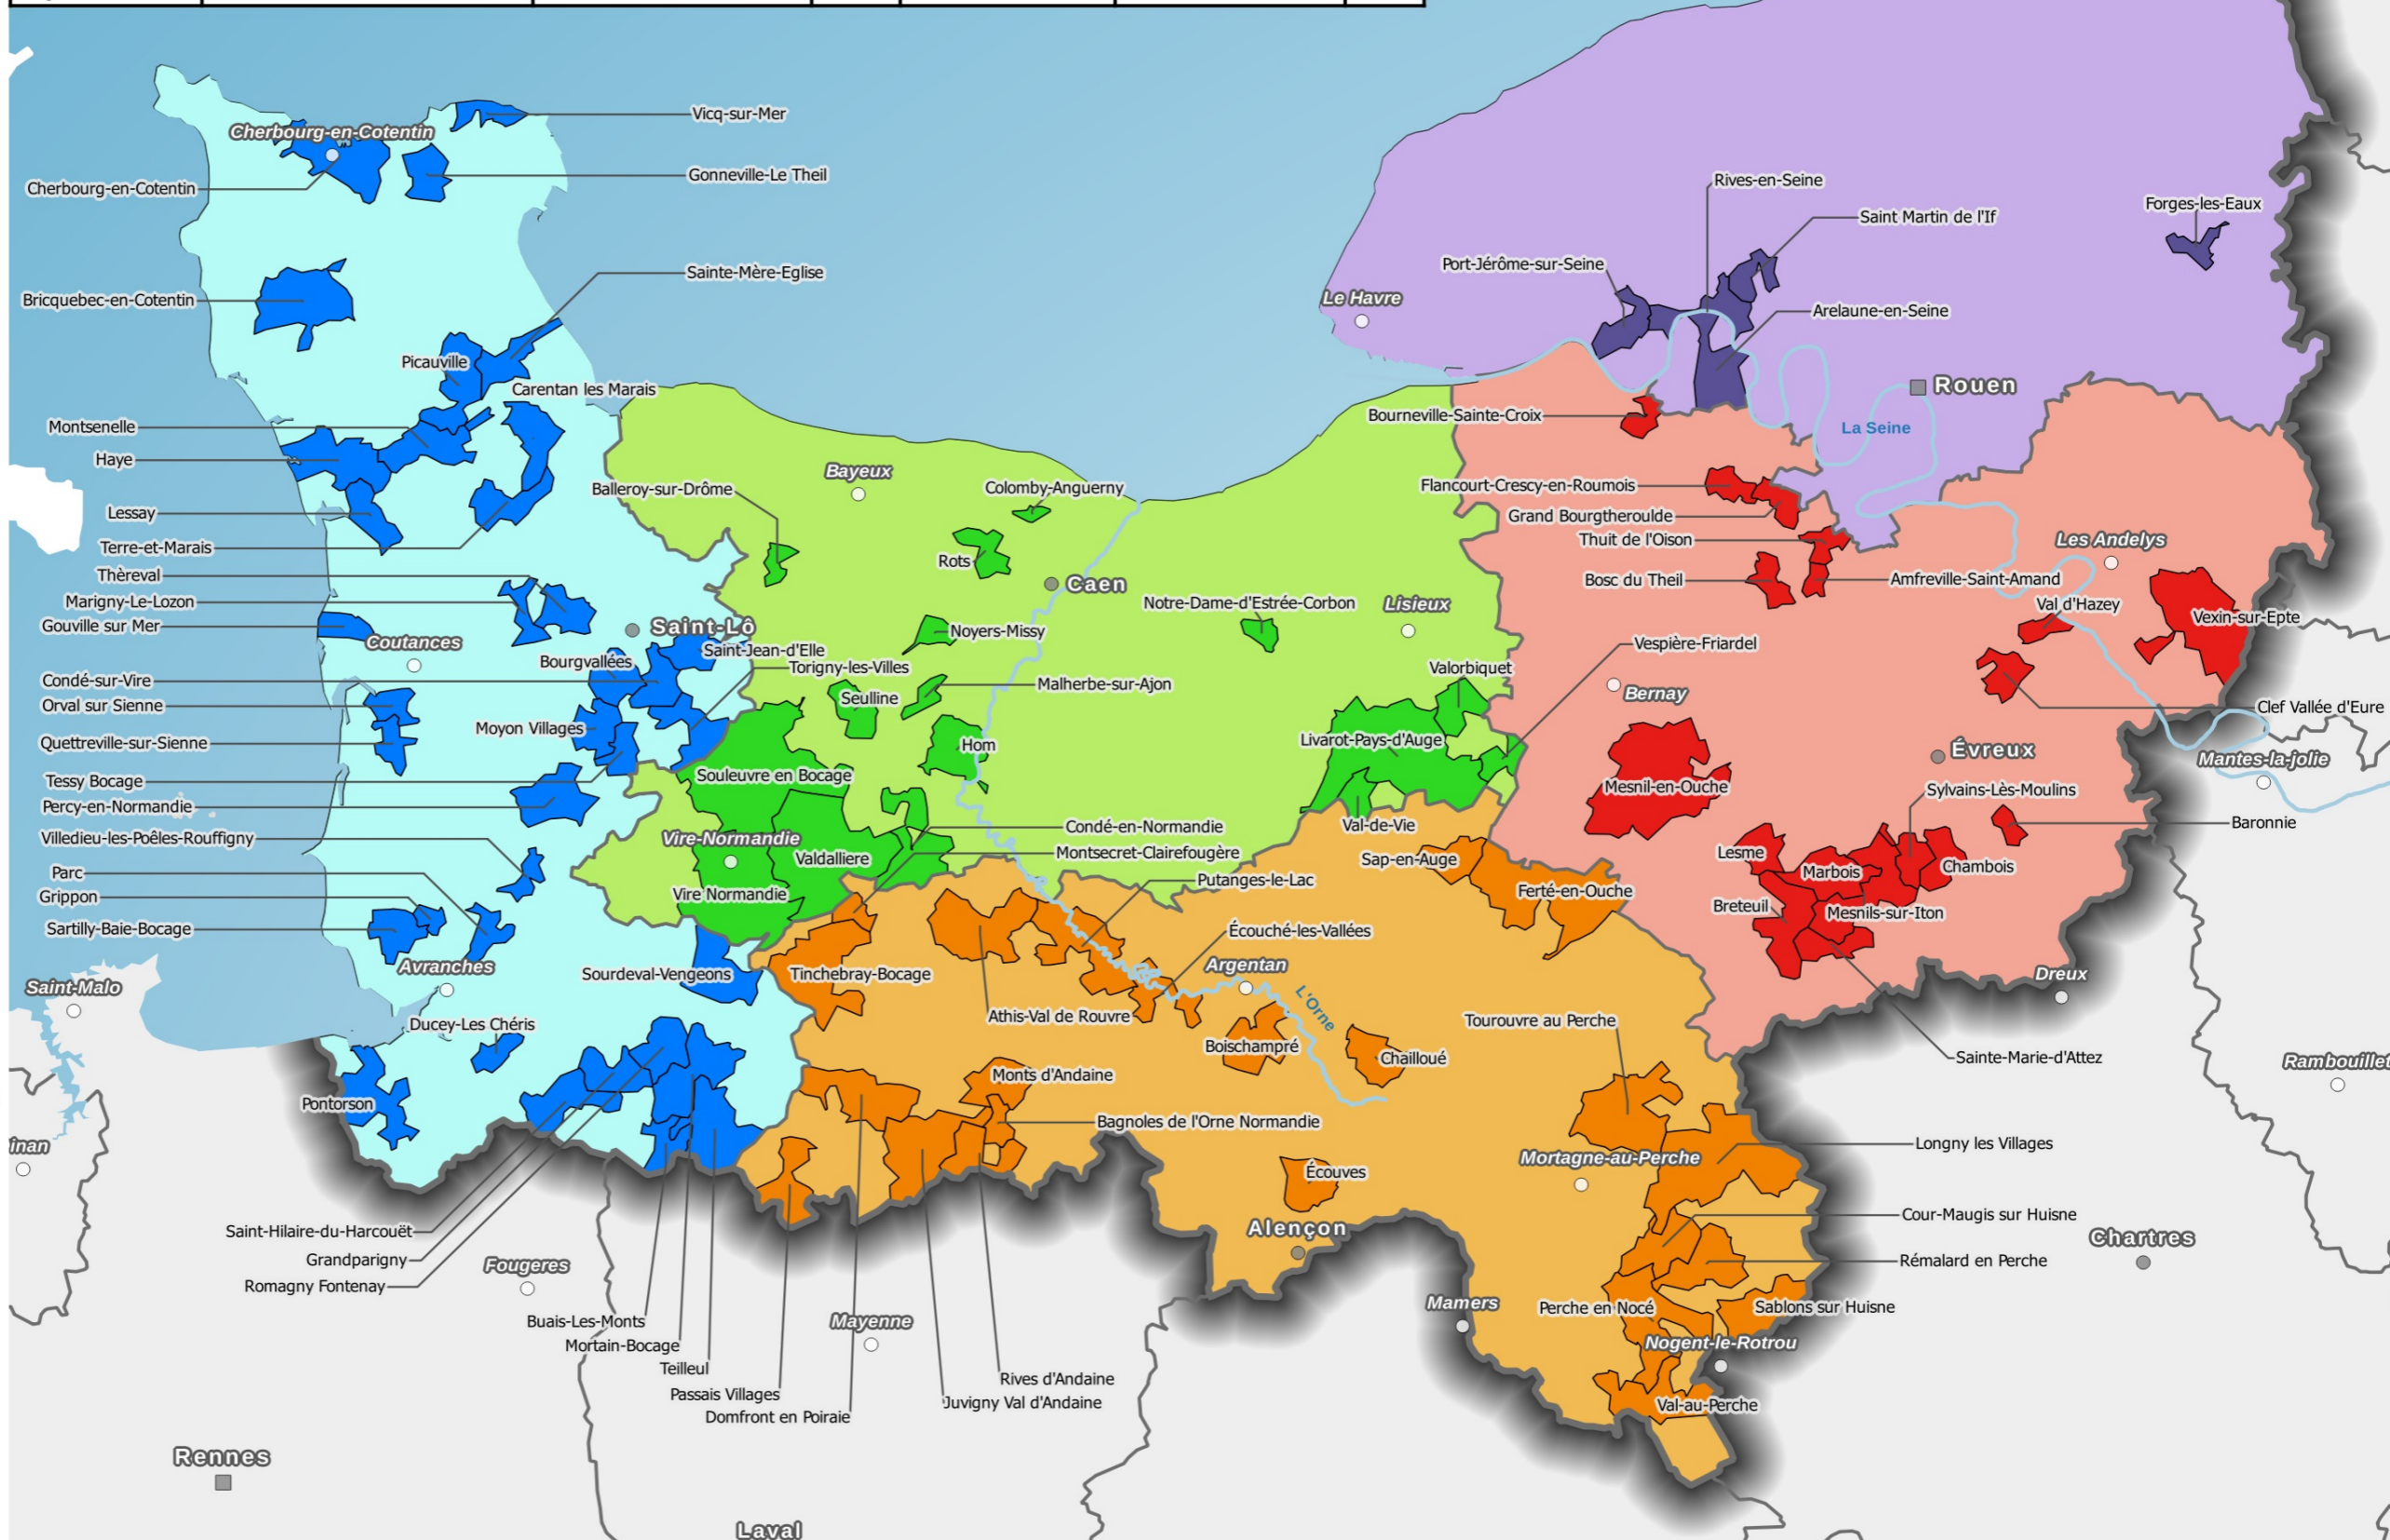 Vicq-sur-Mer
Cherbourg-en-Cotentin
Gonneville-Le Theil
Cherbourg-en-Cotentin
Rives-en-Seine
Saint Martin de l'If
Forges-les-Eaux
Port-Jérôme-sur-Seine
Sainte-Mère-Eglise
Bricquebec-en-Cotentin
Le Havre
Arelaune-en-Seine
Picauville
Carentan les Marais
Rouen
Bourneville-Sainte-Croix
Montsenelle
La Seine
Haye
Bayeux
Balleroy-sur-Drôme
Colomby-Anguerny
Flancourt-Crescy-en-Roumois
Lessay
Grand Bourgtheroulde
Thuit de l'Oison
Les Andelys
Terre-et-Marais
Rots
Thèreval
Caen
Bosc du Theil
Amfreville-Saint-Amand
Marigny-Le-Lozon
Notre-Dame-d'Estrée-Corbon
Lisieux
Val d'Hazey
Vexin-sur-Epte
Gouville sur Mer
Saint-Lô
Noyers-Missy
Coutances
Saint-Jean-d'Elle
Vespière-Friardel
Bourgvallées
Torigny-les-Villes
Valorbiquet
Condé-sur-Vire
Malherbe-sur-Ajon
Bernay
Orval sur Sienne
Seulline
Clef Vallée d'Eure
Moyon Villages
Quettreville-sur-Sienne
Hom
Livarot-Pays-d'Auge
Évreux
Mantes-la-jolie
Tessy Bocage
Souleuvre en Bocage
Mesnil-en-Ouche
Sylvains-Lès-Moulins
Percy-en-Normandie
Baronnie
Villedieu-les-Poêles-Rouffigny
Vire-Normandie
Condé-en-Normandie
Val-de-Vie
Valdalliere
Montsecret-Clairefougère
Sap-en-Auge
Lesme
Parc
Marbois
Chambois
Putanges-le-Lac
Grippon
Vire Normandie
Ferté-en-Ouche
Breteuil
Mesnils-sur-Iton
Sartilly-Baie-Bocage
Écouché-les-Vallées
Avranches
Sourdeval-Vengeons
Tinchebray-Bocage
Argentan
Dreux
Saint-Malo
L'Orne
Ducey-Les Chéris
Athis-Val de Rouvre
Tourouvre au Perche
Boischampré
Chailloué
Sainte-Marie-d'Attez
Rambouillet
Monts d'Andaine
Pontorson
Bagnoles de l'Orne Normandie
inan
Longny les Villages
Mortagne-au-Perche
Écouves
Cour-Maugis sur Huisne
Saint-Hilaire-du-Harcouët
Alençon
Chartres
Grandparigny
Fougeres
Rémalard en Perche
Romagny Fontenay
Mamers
Perche en Nocé
Sablons sur Huisne
Buais-Les-Monts
Mayenne
Mortain-Bocage
Nogent-le-Rotrou
Teilleul
Rives d'Andaine
Passais Villages
Juvigny Val d'Andaine
Val-au-Perche
Domfront en Poiraie
Rennes
Laval